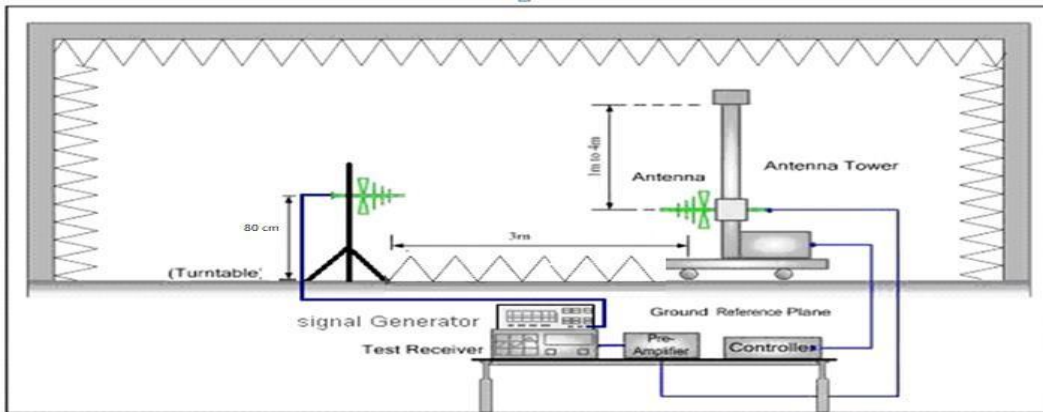 1m to 4m
Antenna
Antenna Tower
80 cm
3m
(Turntable)
Ground Reference Plane
signal Generator
Test Receiver
Pre-
Amplifier
Controller